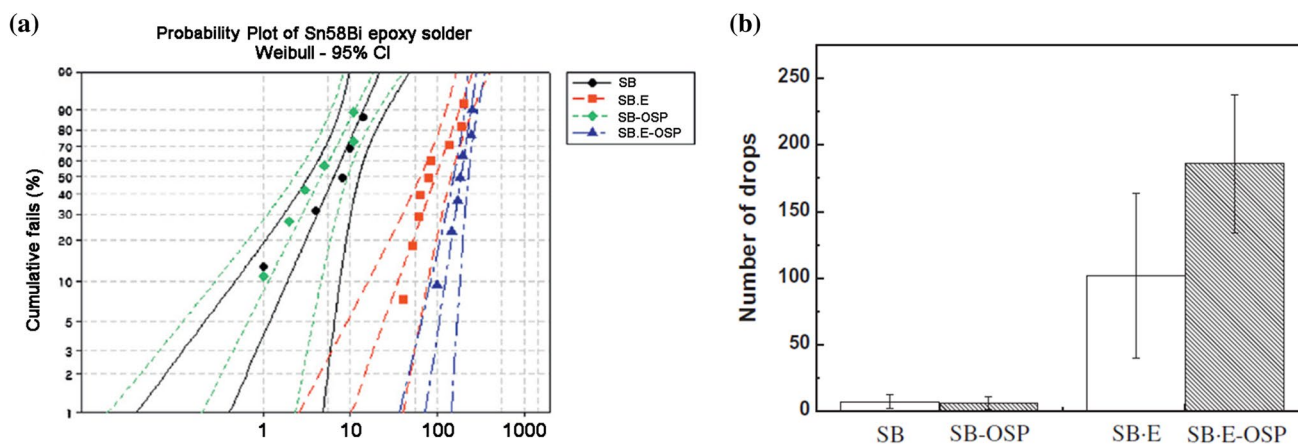 (a)
Probability Plot of Sn58Bi epoxy solder
Weibull - 95% CI
Cumulative fails (%)
99
90
80
70
60
50
40
30
20
10
5
3
2
1
1
10
100
1000
SB
SB.E
SB-OSP
SB.E-OSP
(b)
Number of drops
250
200
150
100
50
0
SB
SB-OSP
SB·E
SB·E-OSP